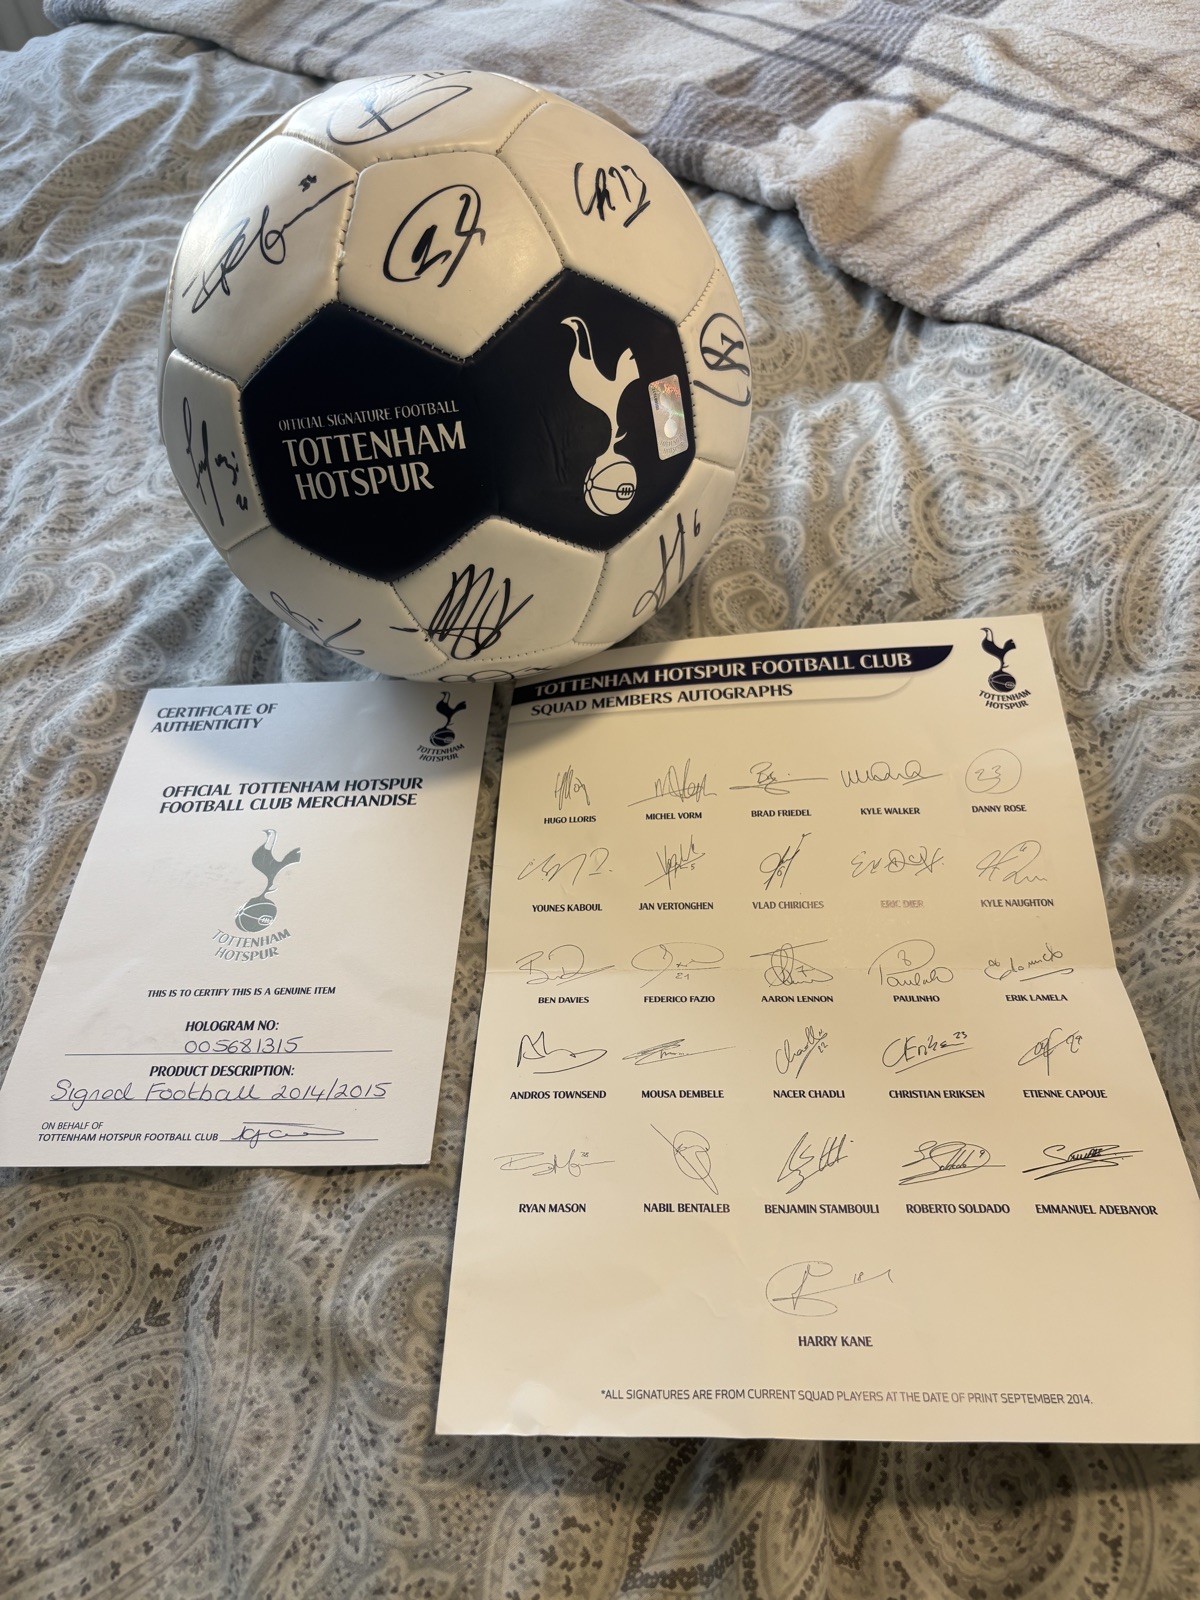 OFFICIAL SIGNATURE FOOTBALL
TOTTENHAM
HOTSPUR
CERTIFICATE OF
AUTHENTICITY
TOTTENHAM
HOTSPUR
OFFICIAL TOTTENHAM HOTSPUR
FOOTBALL CLUB MERCHANDISE
TOTTENHAM
HOTSPUR
THIS IS TO CERTIFY THIS IS A GENUINE ITEM
HOLOGRAM NO:
005681315
PRODUCT DESCRIPTION:
Signed Football 2014/2015
ON BEHALF OF
TOTTENHAM HOTSPUR FOOTBALL CLUB
TOTTENHAM HOTSPUR FOOTBALL CLUB
SQUAD MEMBERS AUTOGRAPHS
TOTTENHAM
HOTSPUR
HUGO LLORIS MICHEL VORM BRAD FRIEDEL KYLE WALKER DANNY ROSE
YOUNES KABOUL JAN VERTONGHEN VLAD CHIRICHES ERIC DIER KYLE NAUGHTON
BEN DAVIES FEDERICO FAZIO AARON LENNON PAULINHO ERIK LAMELA
ANDROS TOWNSEND MOUSA DEMBELE NACER CHADLI CHRISTIAN ERIKSEN ETIENNE CAPOUE
RYAN MASON NABIL BENTALEB BENJAMIN STAMBOULI ROBERTO SOLDADO EMMANUEL ADEBAYOR
HARRY KANE
*ALL SIGNATURES ARE FROM CURRENT SQUAD PLAYERS AT THE DATE OF PRINT SEPTEMBER 2014.